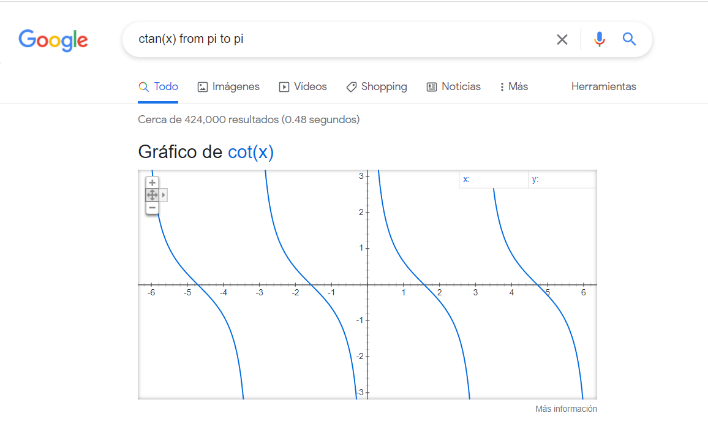 Google
ctan(x) from pi to pi
Todo Imágenes Videos Shopping Noticias Más Herramientas
Cerca de 424,000 resultados (0.48 segundos)
Gráfico de cot(x)
x: y:
3
2
1
-6 -5 -4 -3 -2 -1 1 2 3 4 5 6
-1
-2
-3
Más información